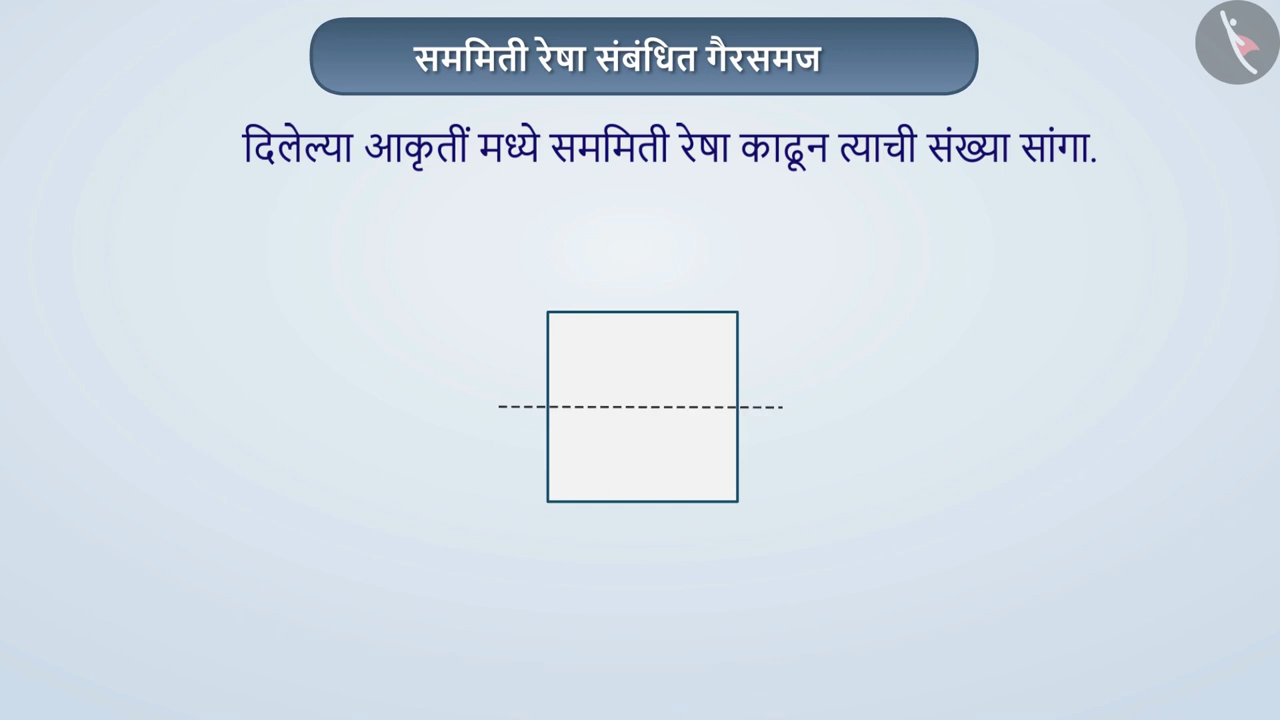 सममिती रेषा संबंधित गैरसमज
दिलेल्या आकृतीं मध्ये सममिती रेषा काढून त्याची संख्या सांगा.